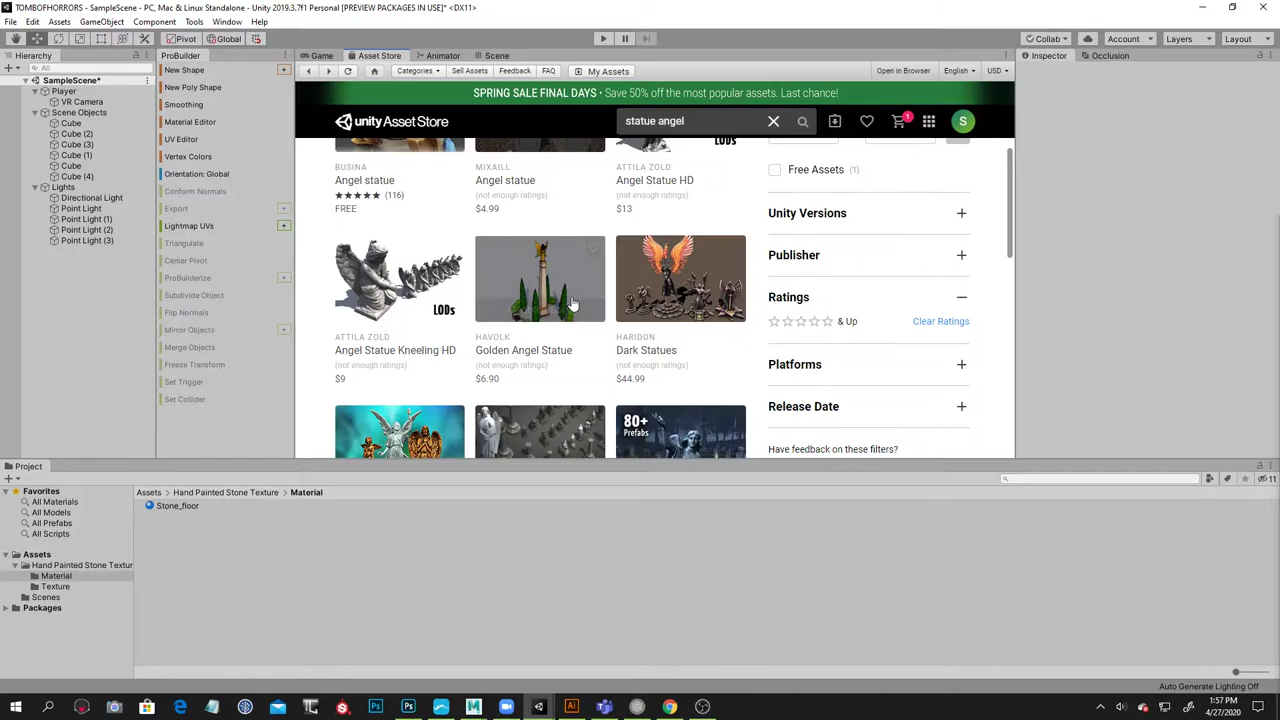 TOMBOFHORRORS - SampleScene - PC, Mac & Linux Standalone - Unity 2019.3.7f1 Personal [PREVIEW PACKAGES IN USE]* <DX11>
File Edit Assets GameObject Component Tools Window Help
Pivot Global Collab Account Layers Layout
Hierarchy ProBuilder Game Asset Store Animator Scene Inspector Occlusion
All
SampleScene*
Player
VR Camera
Scene Objects
Cube
Cube (2)
Cube (3)
Cube (1)
Cube
Cube (4)
Lights
Directional Light
Point Light
Point Light (1)
Point Light (2)
Point Light (3)
New Shape
New Poly Shape
Smoothing
Material Editor
UV Editor
Vertex Colors
Orientation: Global
Conform Normals
Export
Lightmap UVs
Triangulate
Center Pivot
ProBuilderize
Subdivide Object
Flip Normals
Mirror Objects
Merge Objects
Freeze Transform
Set Trigger
Set Collider
Categories Sell Assets Feedback FAQ My Assets Open in Browser English USD
SPRING SALE FINAL DAYS • Save 50% off the most popular assets. Last chance!
unity Asset Store statue angel 1 S
LODs
BUSINA MIXAILL ATTILA ZOLD
Angel statue Angel statue Angel Statue HD
(116) (not enough ratings) (not enough ratings)
FREE $4.99 $13
LODs
ATTILA ZOLD HAVOLK HARIDON
Angel Statue Kneeling HD Golden Angel Statue Dark Statues
(not enough ratings) (not enough ratings) (not enough ratings)
$9 $6.90 $44.99
80+
Prefabs
Free Assets (1)
Unity Versions
Publisher
Ratings
& Up Clear Ratings
Platforms
Release Date
Have feedback on these filters?
Project
11
Favorites
All Materials
All Models
All Prefabs
All Scripts
Assets
Hand Painted Stone Textur
Material
Texture
Scenes
Packages
Assets Hand Painted Stone Texture Material
Stone_floor
Auto Generate Lighting Off
Ps Ps M Ai
1:57 PM
4/27/2020